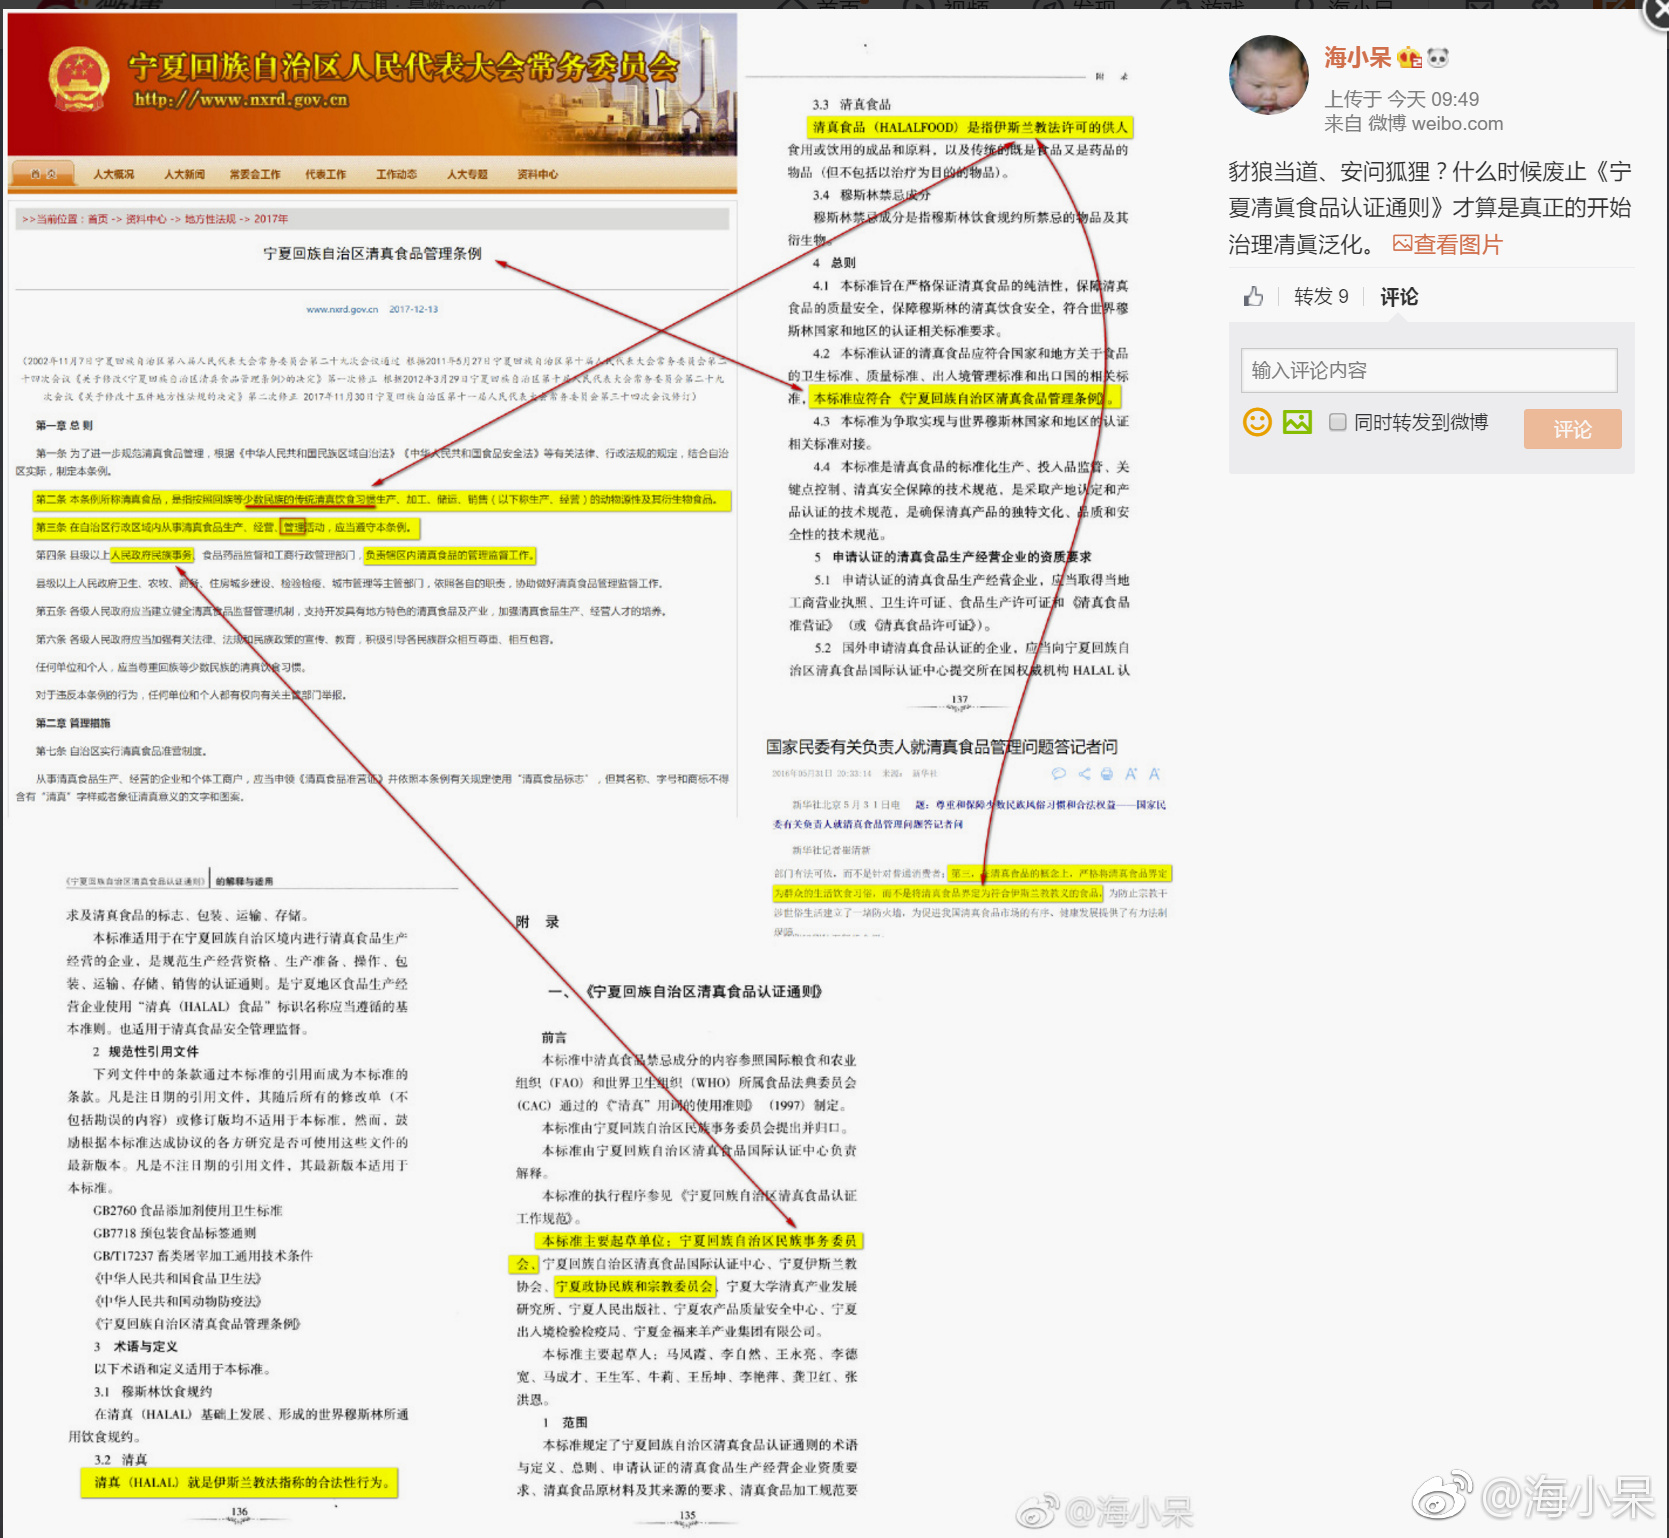 宁夏回族自治区人民代表大会常务委员会
http://www.nxrd.gov.cn
首 页 人大概况 人大新闻 常委会工作 代表工作 工作动态 人大专题 资料中心
>>当前位置：首页 -> 资料中心 -> 地方性法规 -> 2017年
宁夏回族自治区清真食品管理条例
www.nxrd.gov.cn 2017-12-13
（2002年11月7日宁夏回族自治区第八届人民代表大会常务委员会第二十九次会议通过 根据2011年5月27日宁夏回族自治区第十届人民代表大会常务委员会第二
十四次会议《关于修改<宁夏回族自治区清真食品管理条例>的决定》第一次修正 根据2012年3月29日宁夏回族自治区第十届人民代表大会常务委员会第二十九
次会议《关于修改十五件地方性法规的决定》第二次修正 2017年11月30日宁夏回族自治区第十一届人民代表大会常务委员会第三十四次会议修订）
第一章 总 则
第一条 为了进一步规范清真食品管理，根据《中华人民共和国民族区域自治法》《中华人民共和国食品安全法》等有关法律、行政法规的规定，结合自治
区实际，制定本条例。
第二条 本条例所称清真食品，是指按照回族等少数民族的传统清真饮食习惯生产、加工、储运、销售（以下称生产、经营）的动物源性及其衍生物食品。
第三条 在自治区行政区域内从事清真食品生产、经营、管理活动，应当遵守本条例。
第四条 县级以上人民政府民族事务、食品药品监督和工商行政管理部门，负责辖区内清真食品的管理监督工作。
县级以上人民政府卫生、农牧、商务、住房城乡建设、检验检疫、城市管理等主管部门，依照各自的职责，协助做好清真食品管理监督工作。
第五条 各级人民政府应当建立健全清真食品监督管理机制，支持开发具有地方特色的清真食品及产业，加强清真食品生产、经营人才的培养。
第六条 各级人民政府应当加强有关法律、法规和民族政策的宣传、教育，积极引导各民族群众相互尊重、相互包容。
任何单位和个人，应当尊重回族等少数民族的清真饮食习惯。
对于违反本条例的行为，任何单位和个人都有权向有关主管部门举报。
第二章 管理措施
第七条 自治区实行清真食品准营制度。
从事清真食品生产、经营的企业和个体工商户，应当申领《清真食品准营证》并依照本条例有关规定使用“清真食品标志”，但其名称、字号和商标不得
含有“清真”字样或者象征清真意义的文字和图案。
附 录
3.3 清真食品
清真食品（HALALFOOD）是指伊斯兰教法许可的供人
食用或饮用的成品和原料，以及传统的既是食品又是药品的
物品（但不包括以治疗为目的的物品）。
3.4 穆斯林禁忌成分
穆斯林禁忌成分是指穆斯林饮食规约所禁忌的物品及其
衍生物。
4 总则
4.1 本标准旨在严格保证清真食品的纯洁性，保障清真
食品的质量安全，保障穆斯林的清真饮食安全，符合世界穆
斯林国家和地区的认证相关标准要求。
4.2 本标准认证的清真食品应符合国家和地方关于食品
的卫生标准、质量标准、出入境管理标准和出口国的相关标
准，本标准应符合《宁夏回族自治区清真食品管理条例》。
4.3 本标准为争取实现与世界穆斯林国家和地区的认证
相关标准对接。
4.4 本标准是清真食品的标准化生产、投入品监管、关
键点控制、清真安全保障的技术规范，是采取产地认定和产
品认证的技术规范，是确保清真产品的独特文化、品质和安
全性的技术规范。
5 申请认证的清真食品生产经营企业的资质要求
5.1 申请认证的清真食品生产经营企业，应当取得当地
工商营业执照、卫生许可证、食品生产许可证和《清真食品
准营证》（或《清真食品许可证》）。
5.2 国外申请清真食品认证的企业，应当向宁夏回族自
治区清真食品国际认证中心提交所在国权威机构 HALAL 认
137
国家民委有关负责人就清真食品管理问题答记者问
2016年05月31日 20:33:14 来源： 新华社
新华社北京５月３１日电 题：尊重和保障少数民族风俗习惯和合法权益——国家民
委有关负责人就清真食品管理问题答记者问
新华社记者崔清新
部门有法可依，而不是针对普通消费者；第三，在清真食品的概念上，严格将清真食品界定
为群众的生活饮食习俗，而不是将清真食品界定为符合伊斯兰教教义的食品，为防止宗教干
涉世俗生活建立了一堵防火墙，为促进我国清真食品市场的有序、健康发展提供了有力法制
保障。
《宁夏回族自治区清真食品认证通则》的解释与适用
求及清真食品的标志、包装、运输、存储。
本标准适用于在宁夏回族自治区境内进行清真食品生产
经营的企业，是规范生产经营资格、生产准备、操作、包
装、运输、存储、销售的认证通则。是宁夏地区食品生产经
营企业使用“清真（HALAL）食品”标识名称应当遵循的基
本准则。也适用于清真食品安全管理监督。
2 规范性引用文件
下列文件中的条款通过本标准的引用而成为本标准的
条款。凡是注日期的引用文件，其随后所有的修改单（不
包括勘误的内容）或修订版均不适用于本标准，然而，鼓
励根据本标准达成协议的各方研究是否可使用这些文件的
最新版本。凡是不注日期的引用文件，其最新版本适用于
本标准。
GB2760 食品添加剂使用卫生标准
GB7718 预包装食品标签通则
GB/T17237 畜类屠宰加工通用技术条件
《中华人民共和国食品卫生法》
《中华人民共和国动物防疫法》
《宁夏回族自治区清真食品管理条例》
3 术语与定义
以下术语和定义适用于本标准。
3.1 穆斯林饮食规约
在清真（HALAL）基础上发展、形成的世界穆斯林所通
用饮食规约。
3.2 清真
清真（HALAL）就是伊斯兰教法指称的合法性行为。
136
附 录
一、《宁夏回族自治区清真食品认证通则》
前言
本标准中清真食品禁忌成分的内容参照国际粮食和农业
组织（FAO）和世界卫生组织（WHO）所属食品法典委员会
(CAC) 通过的《“清真”用词的使用准则》（1997）制定。
本标准由宁夏回族自治区民族事务委员会提出并归口。
本标准由宁夏回族自治区清真食品国际认证中心负责
解释。
本标准的执行程序参见《宁夏回族自治区清真食品认证
工作规范》。
本标准主要起草单位：宁夏回族自治区民族事务委员
会、宁夏回族自治区清真食品国际认证中心、宁夏伊斯兰教
协会、宁夏政协民族和宗教委员会，宁夏大学清真产业发展
研究所、宁夏人民出版社、宁夏农产品质量安全中心、宁夏
出入境检验检疫局、宁夏金福来羊产业集团有限公司。
本标准主要起草人：马凤霞、李自然、王永亮、李德
宽、马成才、王生军、牛莉、王岳坤、李艳萍、龚卫红、张
洪恩。
1 范围
本标准规定了宁夏回族自治区清真食品认证通则的术语
与定义、总则、申请认证的清真食品生产经营企业资质要
求、清真食品原材料及其来源的要求、清真食品加工规范要
135
@海小呆
海小呆
上传于 今天 09:49
来自 微博 weibo.com
豺狼当道、安问狐狸？什么时候废止《宁
夏凊眞食品认证通则》才算是真正的开始
治理凊眞泛化。 查看图片
转发 9 评论
输入评论内容
同时转发到微博
评论
@海小呆